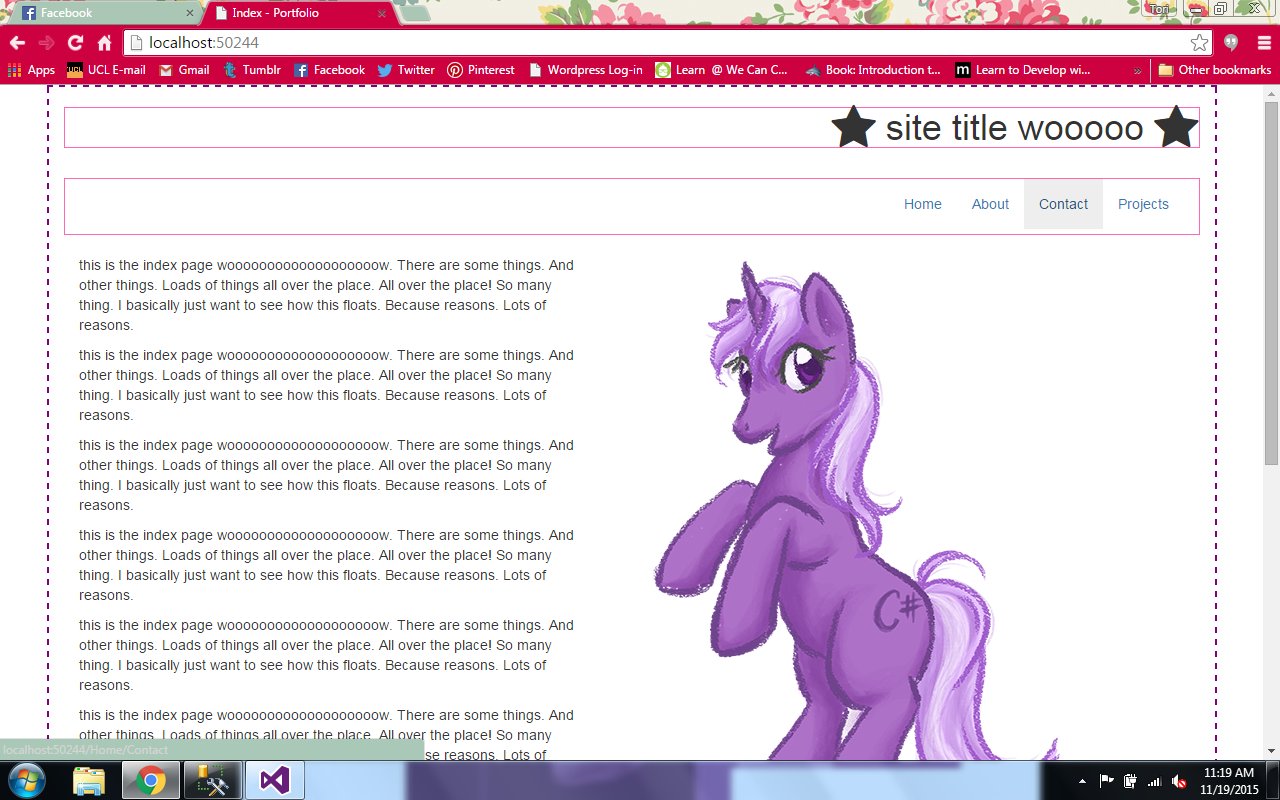 Facebook
Index - Portfolio
Tori
localhost:50244
Apps UCL E-mail Gmail Tumblr Facebook Twitter Pinterest Wordpress Log-in Learn @ We Can C... Book: Introduction t... Learn to Develop wi... » Other bookmarks
site title wooooo
Home About Contact Projects
this is the index page wooooooooooooooooooow. There are some things. And
other things. Loads of things all over the place. All over the place! So many
thing. I basically just want to see how this floats. Because reasons. Lots of
reasons.
this is the index page wooooooooooooooooooow. There are some things. And
other things. Loads of things all over the place. All over the place! So many
thing. I basically just want to see how this floats. Because reasons. Lots of
reasons.
this is the index page wooooooooooooooooooow. There are some things. And
other things. Loads of things all over the place. All over the place! So many
thing. I basically just want to see how this floats. Because reasons. Lots of
reasons.
this is the index page wooooooooooooooooooow. There are some things. And
other things. Loads of things all over the place. All over the place! So many
thing. I basically just want to see how this floats. Because reasons. Lots of
reasons.
this is the index page wooooooooooooooooooow. There are some things. And
other things. Loads of things all over the place. All over the place! So many
thing. I basically just want to see how this floats. Because reasons. Lots of
reasons.
this is the index page wooooooooooooooooooow. There are some things. And
other things. Loads of things all over the place. All over the place! So many
se reasons. Lots of
C#
localhost:50244/Home/Contact
11:19 AM
11/19/2015